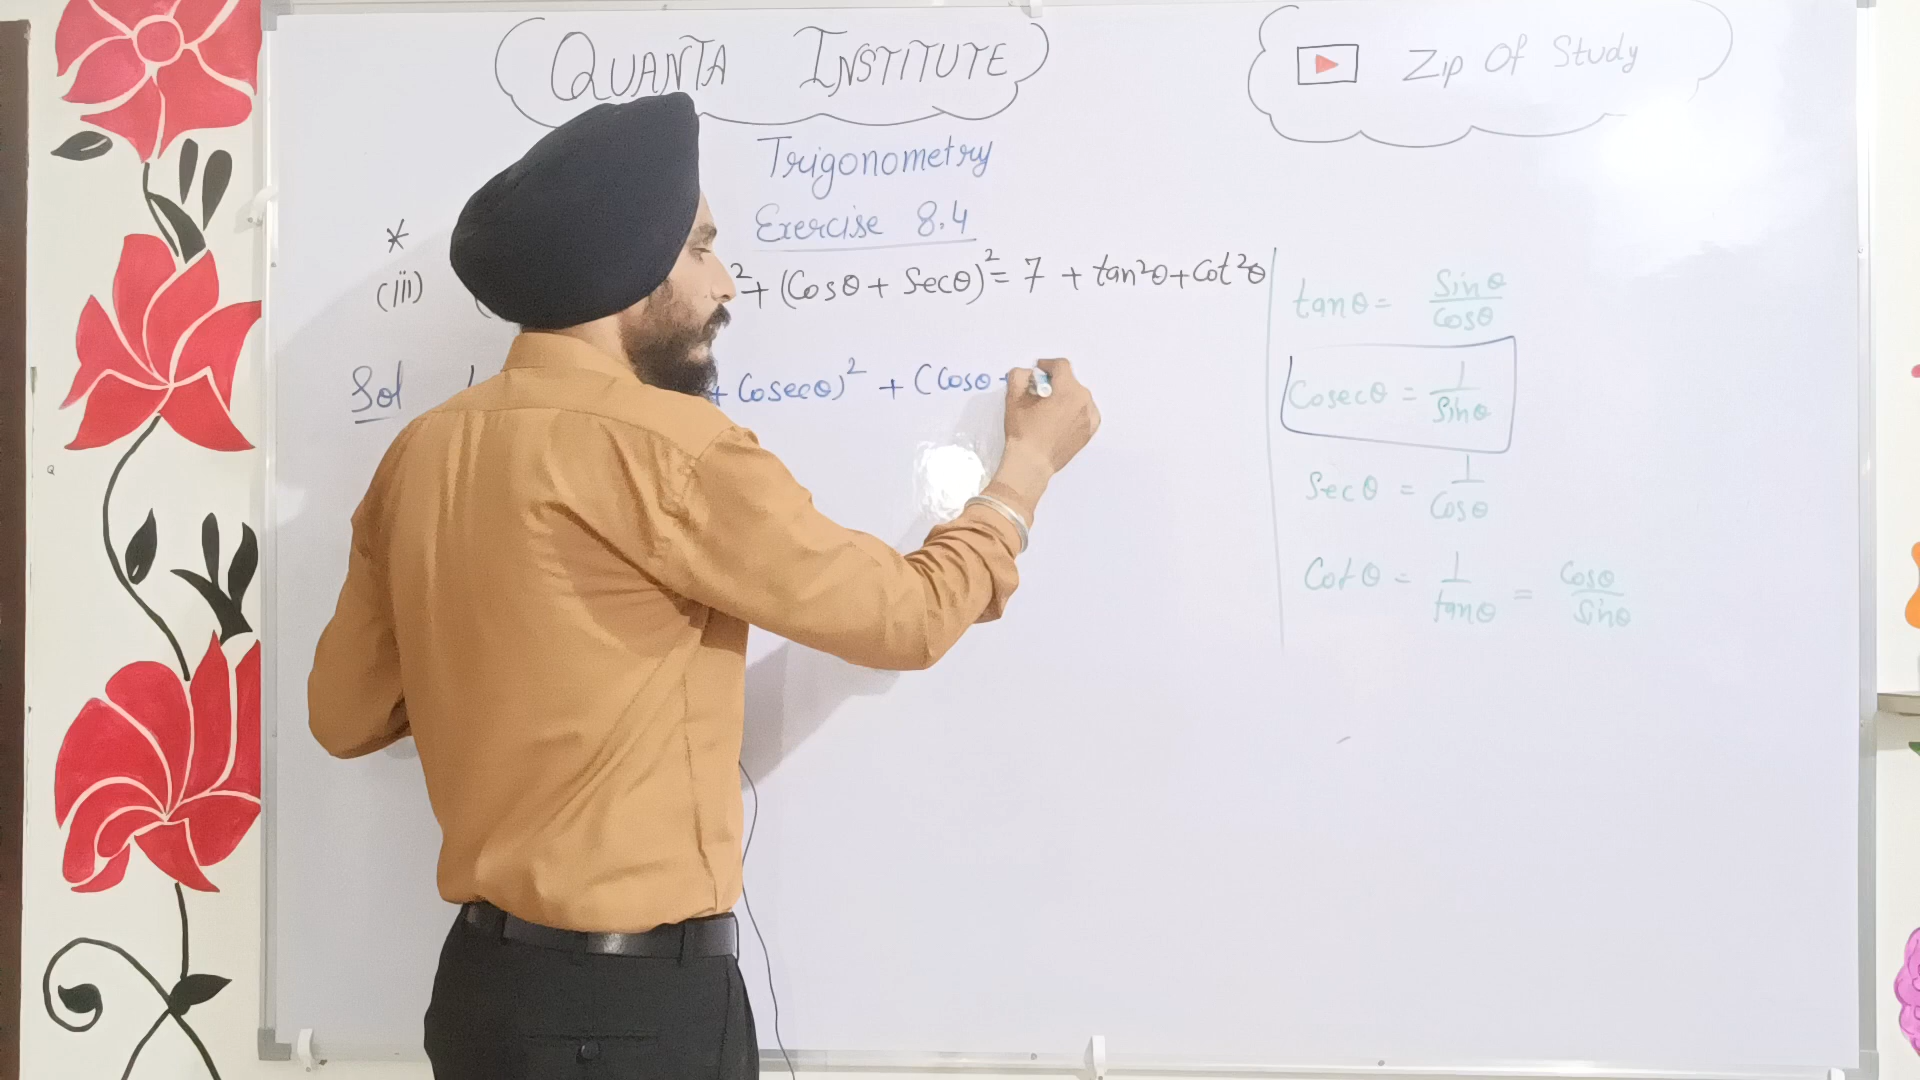 QUANTA INSTITUTE
Zip Of Study
Trigonometry
Exercise 8.4
*
(iii) ( ² + (Cosθ + Secθ)² = 7 + tan²θ + Cot²θ
Sol + Cosecθ)² + (Cosθ +
tanθ = Sinθ / Cosθ
Cosecθ = 1 / Sinθ
Secθ = 1 / Cosθ
Cotθ = 1 / tanθ = Cosθ / Sinθ